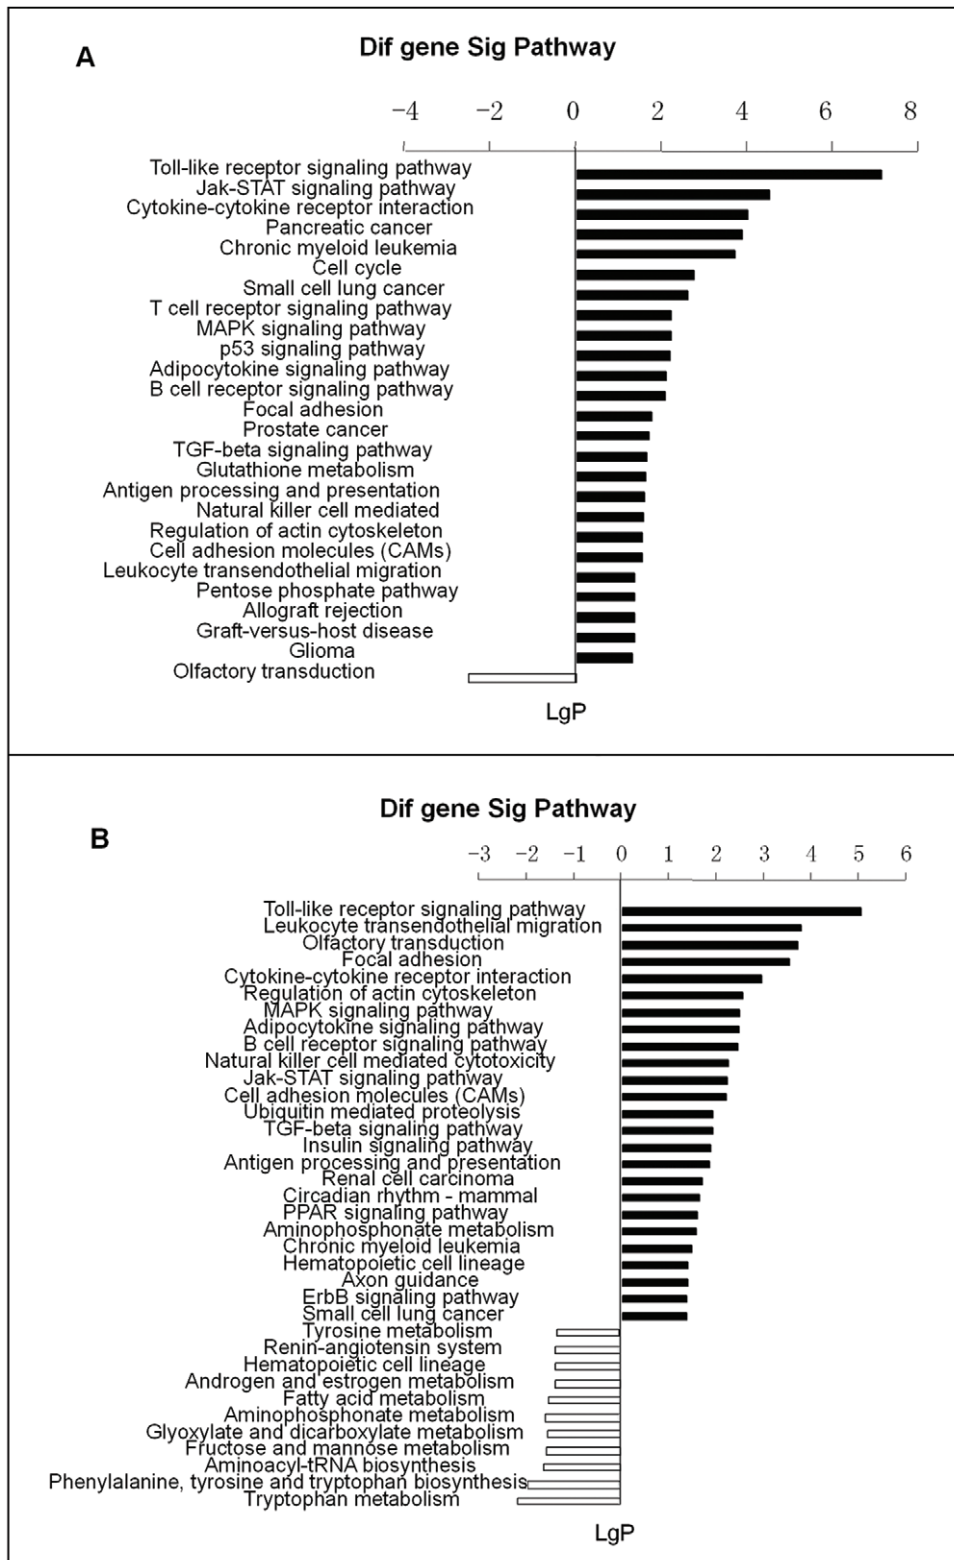 A
Dif gene Sig Pathway
−4 −2 0 2 4 6 8
Toll-like receptor signaling pathway
Jak-STAT signaling pathway
Cytokine-cytokine receptor interaction
Pancreatic cancer
Chronic myeloid leukemia
Cell cycle
Small cell lung cancer
T cell receptor signaling pathway
MAPK signaling pathway
p53 signaling pathway
Adipocytokine signaling pathway
B cell receptor signaling pathway
Focal adhesion
Prostate cancer
TGF-beta signaling pathway
Glutathione metabolism
Antigen processing and presentation
Natural killer cell mediated
Regulation of actin cytoskeleton
Cell adhesion molecules (CAMs)
Leukocyte transendothelial migration
Pentose phosphate pathway
Allograft rejection
Graft-versus-host disease
Glioma
Olfactory transduction
LgP
B
Dif gene Sig Pathway
−3 −2 −1 0 1 2 3 4 5 6
Toll-like receptor signaling pathway
Leukocyte transendothelial migration
Olfactory transduction
Focal adhesion
Cytokine-cytokine receptor interaction
Regulation of actin cytoskeleton
MAPK signaling pathway
Adipocytokine signaling pathway
B cell receptor signaling pathway
Natural killer cell mediated cytotoxicity
Jak-STAT signaling pathway
Cell adhesion molecules (CAMs)
Ubiquitin mediated proteolysis
TGF-beta signaling pathway
Insulin signaling pathway
Antigen processing and presentation
Renal cell carcinoma
Circadian rhythm - mammal
PPAR signaling pathway
Aminophosphonate metabolism
Chronic myeloid leukemia
Hematopoietic cell lineage
Axon guidance
ErbB signaling pathway
Small cell lung cancer
Tyrosine metabolism
Renin-angiotensin system
Hematopoietic cell lineage
Androgen and estrogen metabolism
Fatty acid metabolism
Aminophosphonate metabolism
Glyoxylate and dicarboxylate metabolism
Fructose and mannose metabolism
Aminoacyl-tRNA biosynthesis
Phenylalanine, tyrosine and tryptophan biosynthesis
Tryptophan metabolism
LgP